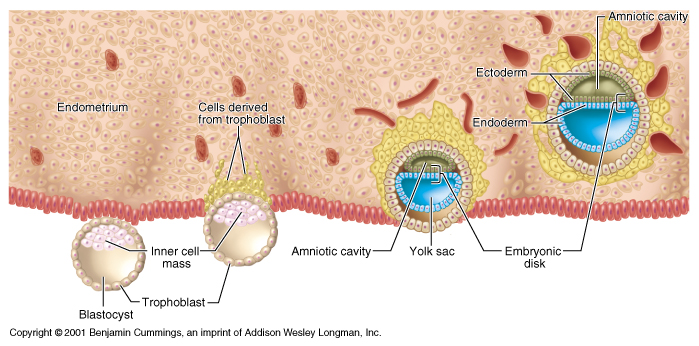 Amniotic cavity
Ectoderm
Endometrium
Cells derived
from trophoblast
Endoderm
Inner cell
mass
Amniotic cavity
Yolk sac
Embryonic
disk
Trophoblast
Blastocyst
Copyright © 2001 Benjamin Cummings, an imprint of Addison Wesley Longman, Inc.